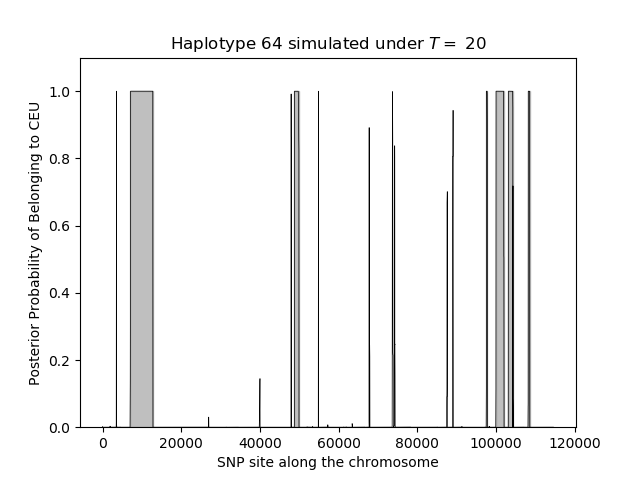 Haplotype 64 simulated under T = 20
1.0
0.8
0.6
0.4
0.2
0.0
Posterior Probability of Belonging to CEU
0 20000 40000 60000 80000 100000 120000
SNP site along the chromosome